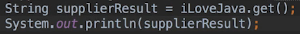 String supplierResult = iLoveJava.get();
System.out.println(supplierResult);